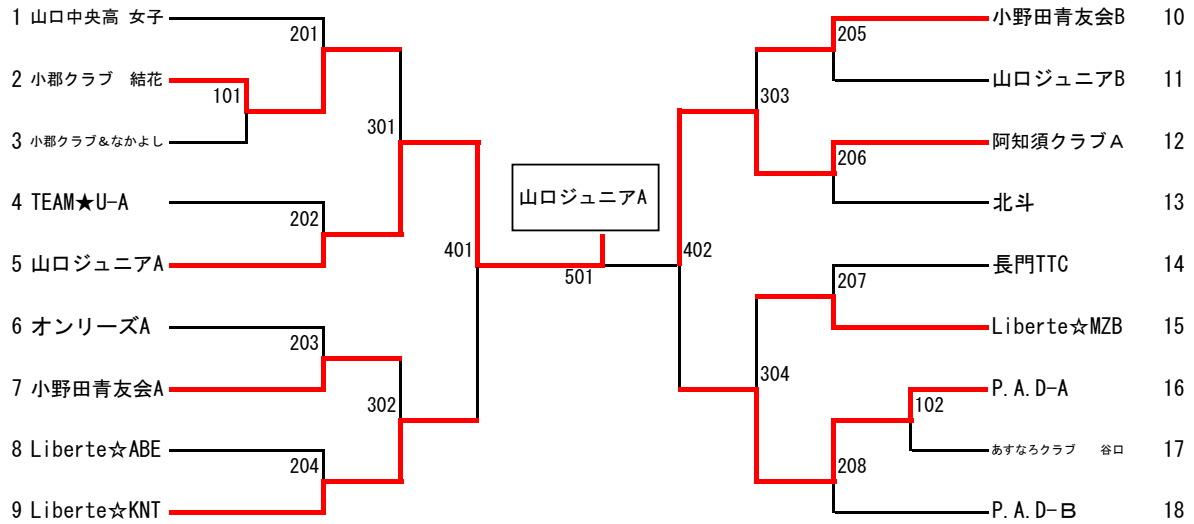 1 山口中央高 女子
201
2 小郡クラブ 結花
101
3 小郡クラブ&なかよし
301
4 TEAM★U-A
202
5 山口ジュニアA
401
6 オンリーズA
203
7 小野田青友会A
302
8 Liberte☆ABE
204
9 Liberte☆KNT
山口ジュニアA
501
小野田青友会B 10
205
山口ジュニアB 11
303
阿知須クラブA 12
206
北斗 13
402
長門TTC 14
207
Liberte☆MZB 15
304
P.A.D-A 16
102
あすなろクラブ 谷口 17
208
P.A.D-B 18